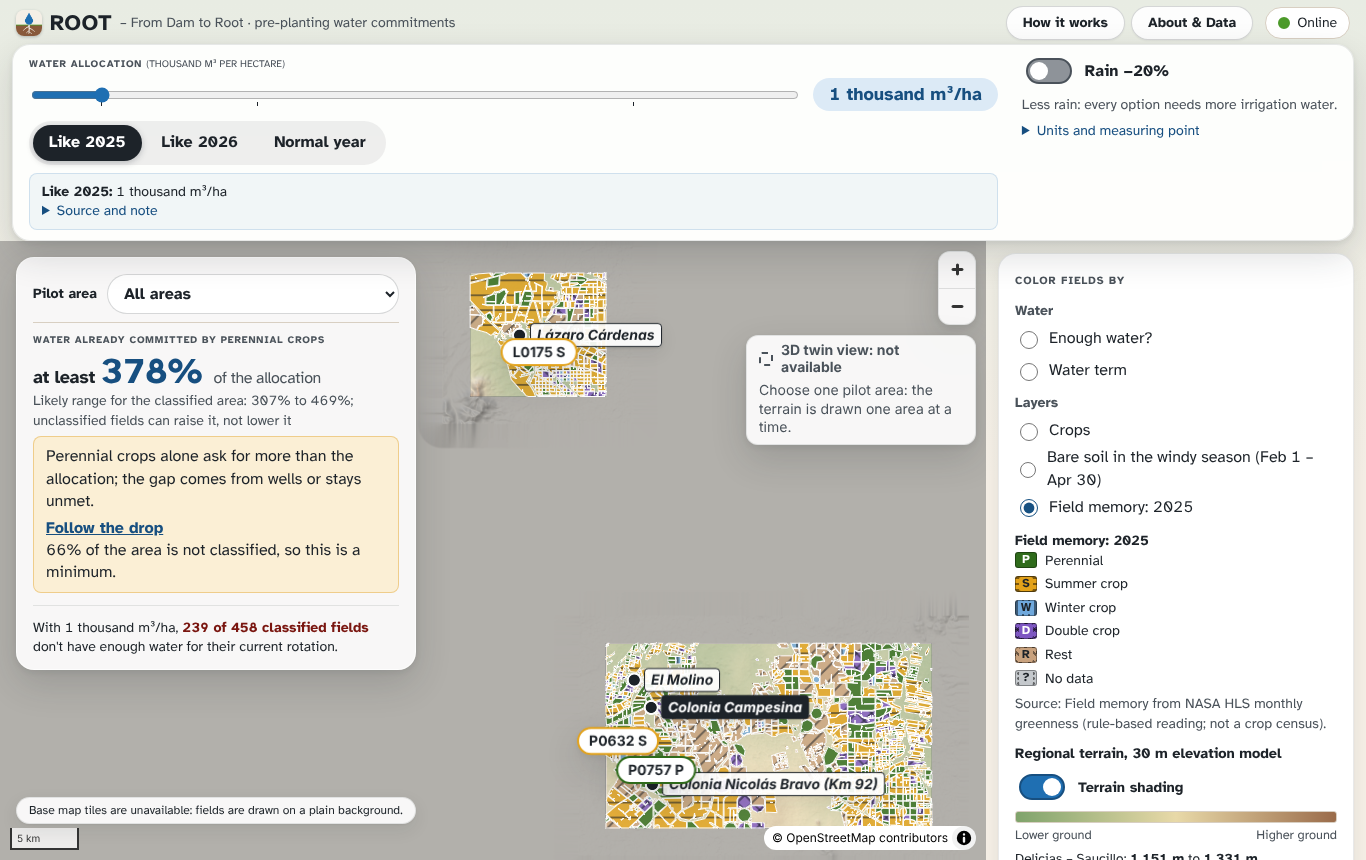 ROOT – From Dam to Root · pre-planting water commitments
How it works
About & Data
Online
WATER ALLOCATION (THOUSAND M³ PER HECTARE)
1 thousand m³/ha
Like 2025
Like 2026
Normal year
Like 2025: 1 thousand m³/ha
Source and note
Rain −20%
Less rain: every option needs more irrigation water.
Units and measuring point
Pilot area
All areas
WATER ALREADY COMMITTED BY PERENNIAL CROPS
at least 378% of the allocation
Likely range for the classified area: 307% to 469%;
unclassified fields can raise it, not lower it
Perennial crops alone ask for more than the
allocation; the gap comes from wells or stays
unmet.
Follow the drop
66% of the area is not classified, so this is a
minimum.
With 1 thousand m³/ha, 239 of 458 classified fields
don't have enough water for their current rotation.
Lázaro Cárdenas
L0175 S
+
−
3D twin view: not
available
Choose one pilot area: the
terrain is drawn one area at a
time.
El Molino
Colonia Campesina
P0632 S
P0757 P
Colonia Nicolás Bravo (Km 92)
Base map tiles are unavailable: fields are drawn on a plain background.
5 km
© OpenStreetMap contributors
COLOR FIELDS BY
Water
Enough water?
Water term
Layers
Crops
Bare soil in the windy season (Feb 1 –
Apr 30)
Field memory: 2025
Field memory: 2025
P Perennial
S Summer crop
W Winter crop
D Double crop
R Rest
? No data
Source: Field memory from NASA HLS monthly
greenness (rule-based reading; not a crop census).
Regional terrain, 30 m elevation model
Terrain shading
Lower ground
Higher ground
Delicias – Saucillo: 1,151 m to 1,331 m